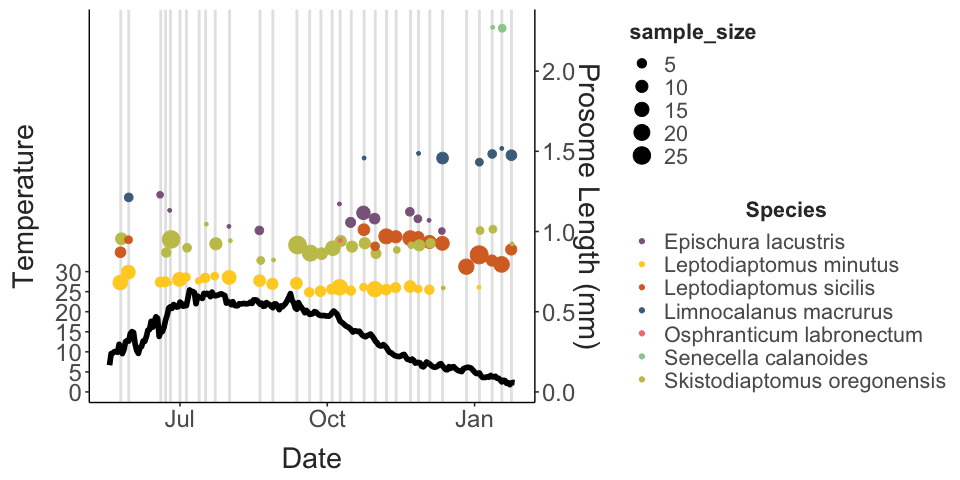 Temperature
30
25
20
15
10
5
0
Jul
Oct
Jan
Date
2.0
1.5
1.0
0.5
0.0
Prosome Length (mm)
sample_size
5
10
15
20
25
Species
Epischura lacustris
Leptodiaptomus minutus
Leptodiaptomus sicilis
Limnocalanus macrurus
Osphranticum labronectum
Senecella calanoides
Skistodiaptomus oregonensis